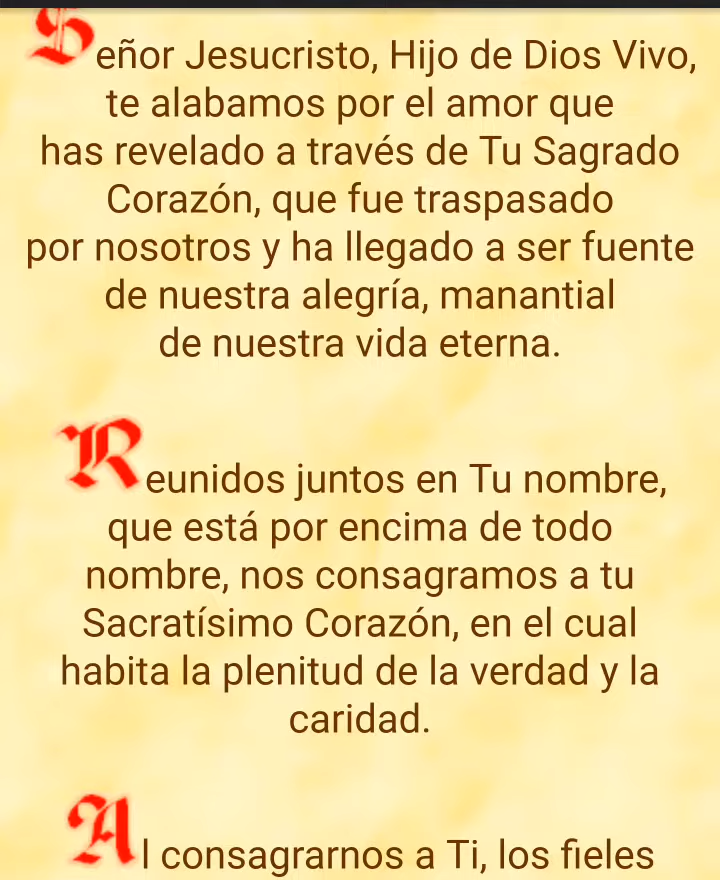 Señor Jesucristo, Hijo de Dios Vivo,
te alabamos por el amor que
has revelado a través de Tu Sagrado
Corazón, que fue traspasado
por nosotros y ha llegado a ser fuente
de nuestra alegría, manantial
de nuestra vida eterna.
Reunidos juntos en Tu nombre,
que está por encima de todo
nombre, nos consagramos a tu
Sacratísimo Corazón, en el cual
habita la plenitud de la verdad y la
caridad.
Al consagrarnos a Ti, los fieles